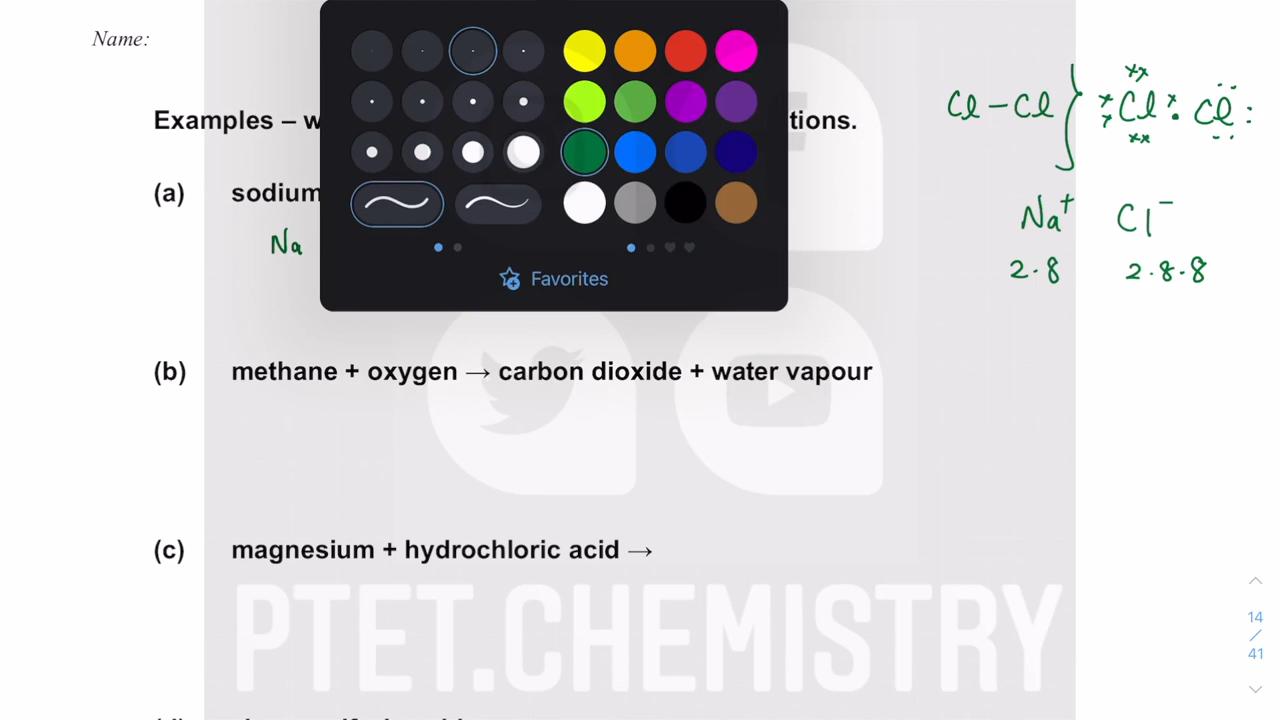 Name:
Examples – w tions.
(a) sodium
Na
Cl – Cl } Cl Cl
Na⁺ Cl⁻
2.8 2.8.8
Favorites
(b) methane + oxygen → carbon dioxide + water vapour
(c) magnesium + hydrochloric acid →
PTET.CHEMISTRY
14
/
41